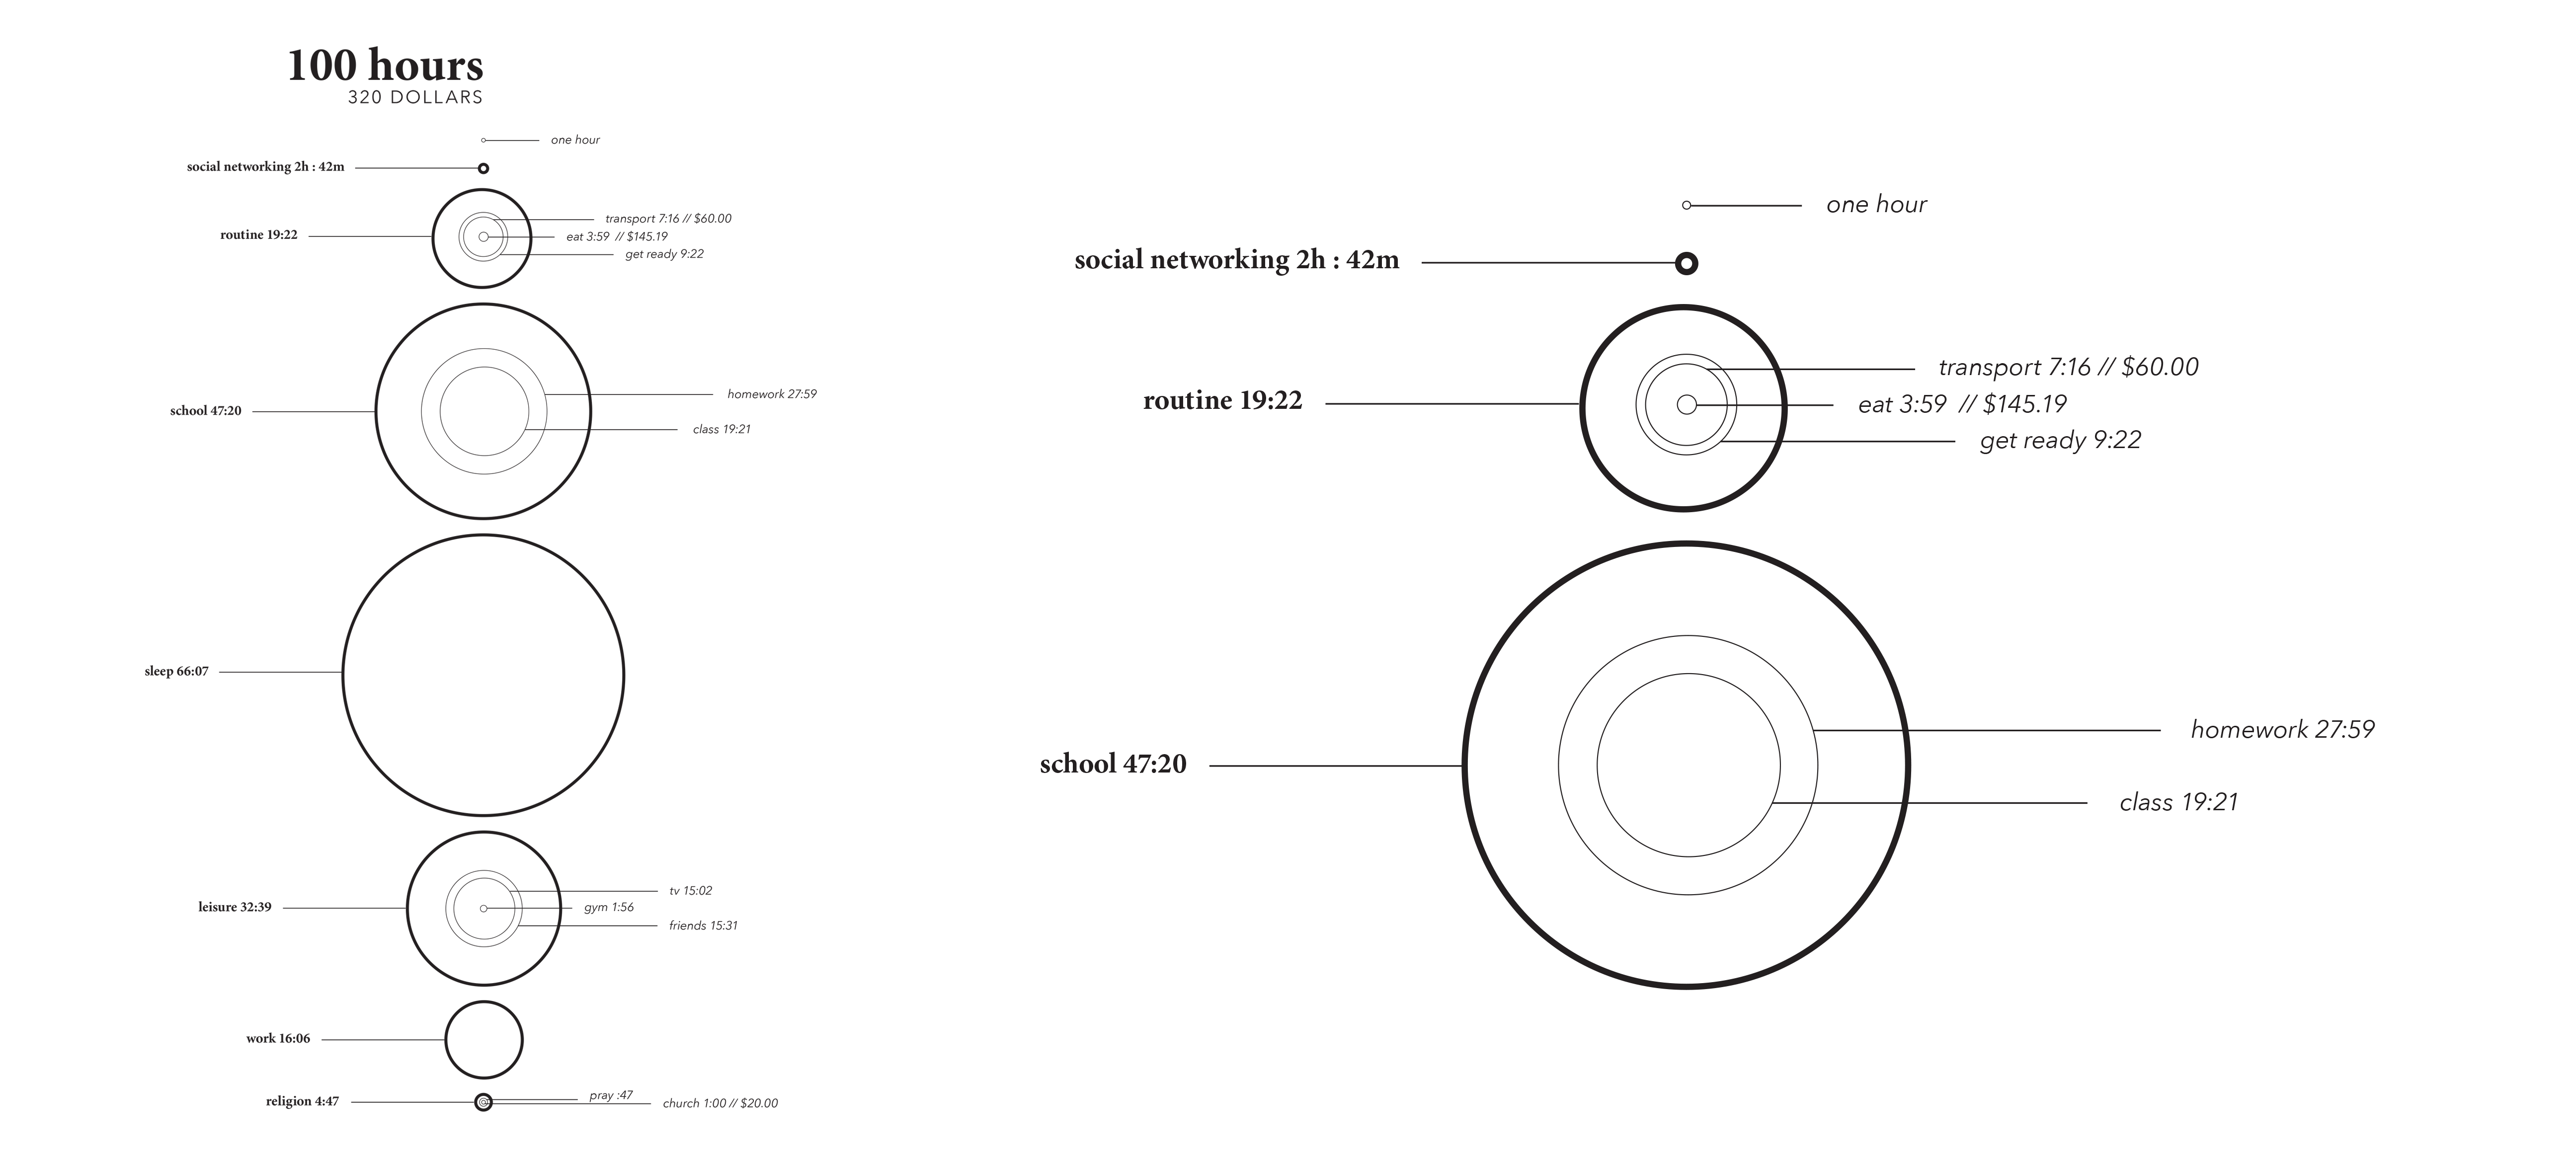 100 hours
320 DOLLARS
one hour
social networking 2h : 42m
transport 7:16 // $60.00
routine 19:22
eat 3:59 // $145.19
get ready 9:22
homework 27:59
school 47:20
class 19:21
sleep 66:07
tv 15:02
leisure 32:39
gym 1:56
friends 15:31
work 16:06
pray :47
religion 4:47
church 1:00 // $20.00
one hour
social networking 2h : 42m
transport 7:16 // $60.00
routine 19:22
eat 3:59 // $145.19
get ready 9:22
homework 27:59
school 47:20
class 19:21